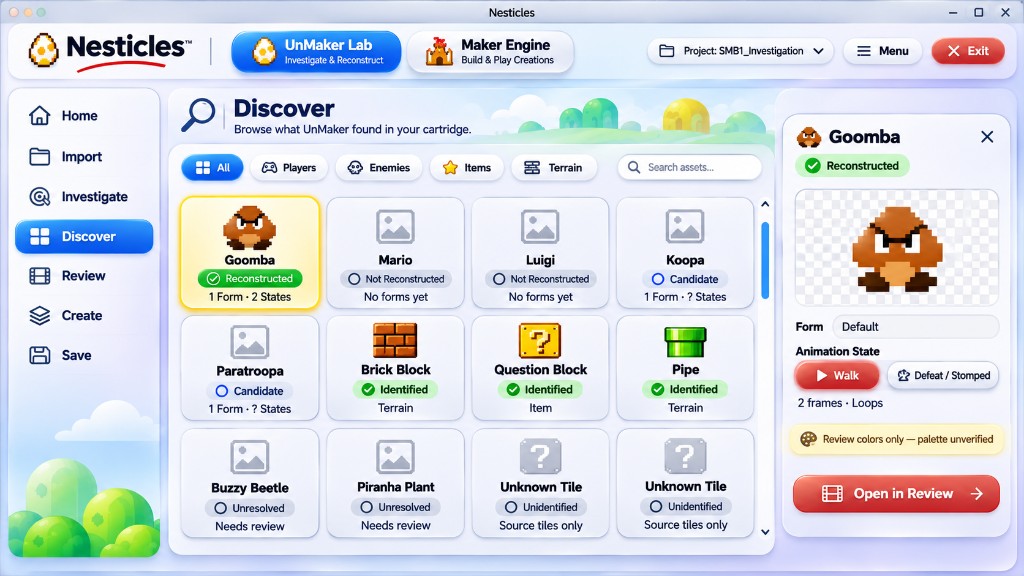 Nesticles
Nesticles™
UnMaker Lab
Investigate & Reconstruct
Maker Engine
Build & Play Creations
Project: SMB1_Investigation
Menu
Exit
Home
Import
Investigate
Discover
Review
Create
Save
Discover
Browse what UnMaker found in your cartridge.
All
Players
Enemies
Items
Terrain
Search assets...
Goomba
Reconstructed
1 Form · 2 States
Mario
Not Reconstructed
No forms yet
Luigi
Not Reconstructed
No forms yet
Koopa
Candidate
1 Form · ? States
Paratroopa
Candidate
1 Form · ? States
Brick Block
Identified
Terrain
?
Question Block
Identified
Item
Pipe
Identified
Terrain
Buzzy Beetle
Unresolved
Needs review
Piranha Plant
Unresolved
Needs review
?
Unknown Tile
Unidentified
Source tiles only
?
Unknown Tile
Unidentified
Source tiles only
Goomba
Reconstructed
Form
Default
Animation State
Walk
Defeat / Stomped
2 frames · Loops
Review colors only — palette unverified
Open in Review